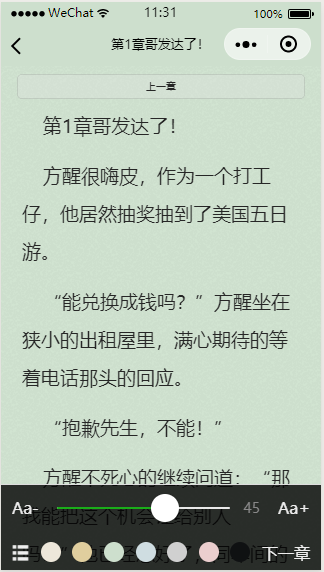 WeChat 11:31 100%
第1章哥发达了！
上一章
第1章哥发达了！
方醒很嗨皮，作为一个打工
仔，他居然抽奖抽到了美国五日
游。
“能兑换成钱吗？”方醒坐在
狭小的出租屋里，满心期待的等
着电话那头的回应。
“抱歉先生，不能！”
方醒不死心的继续问道：“那
我能把这个机会 给别人
Aa- 45 Aa+
下一章